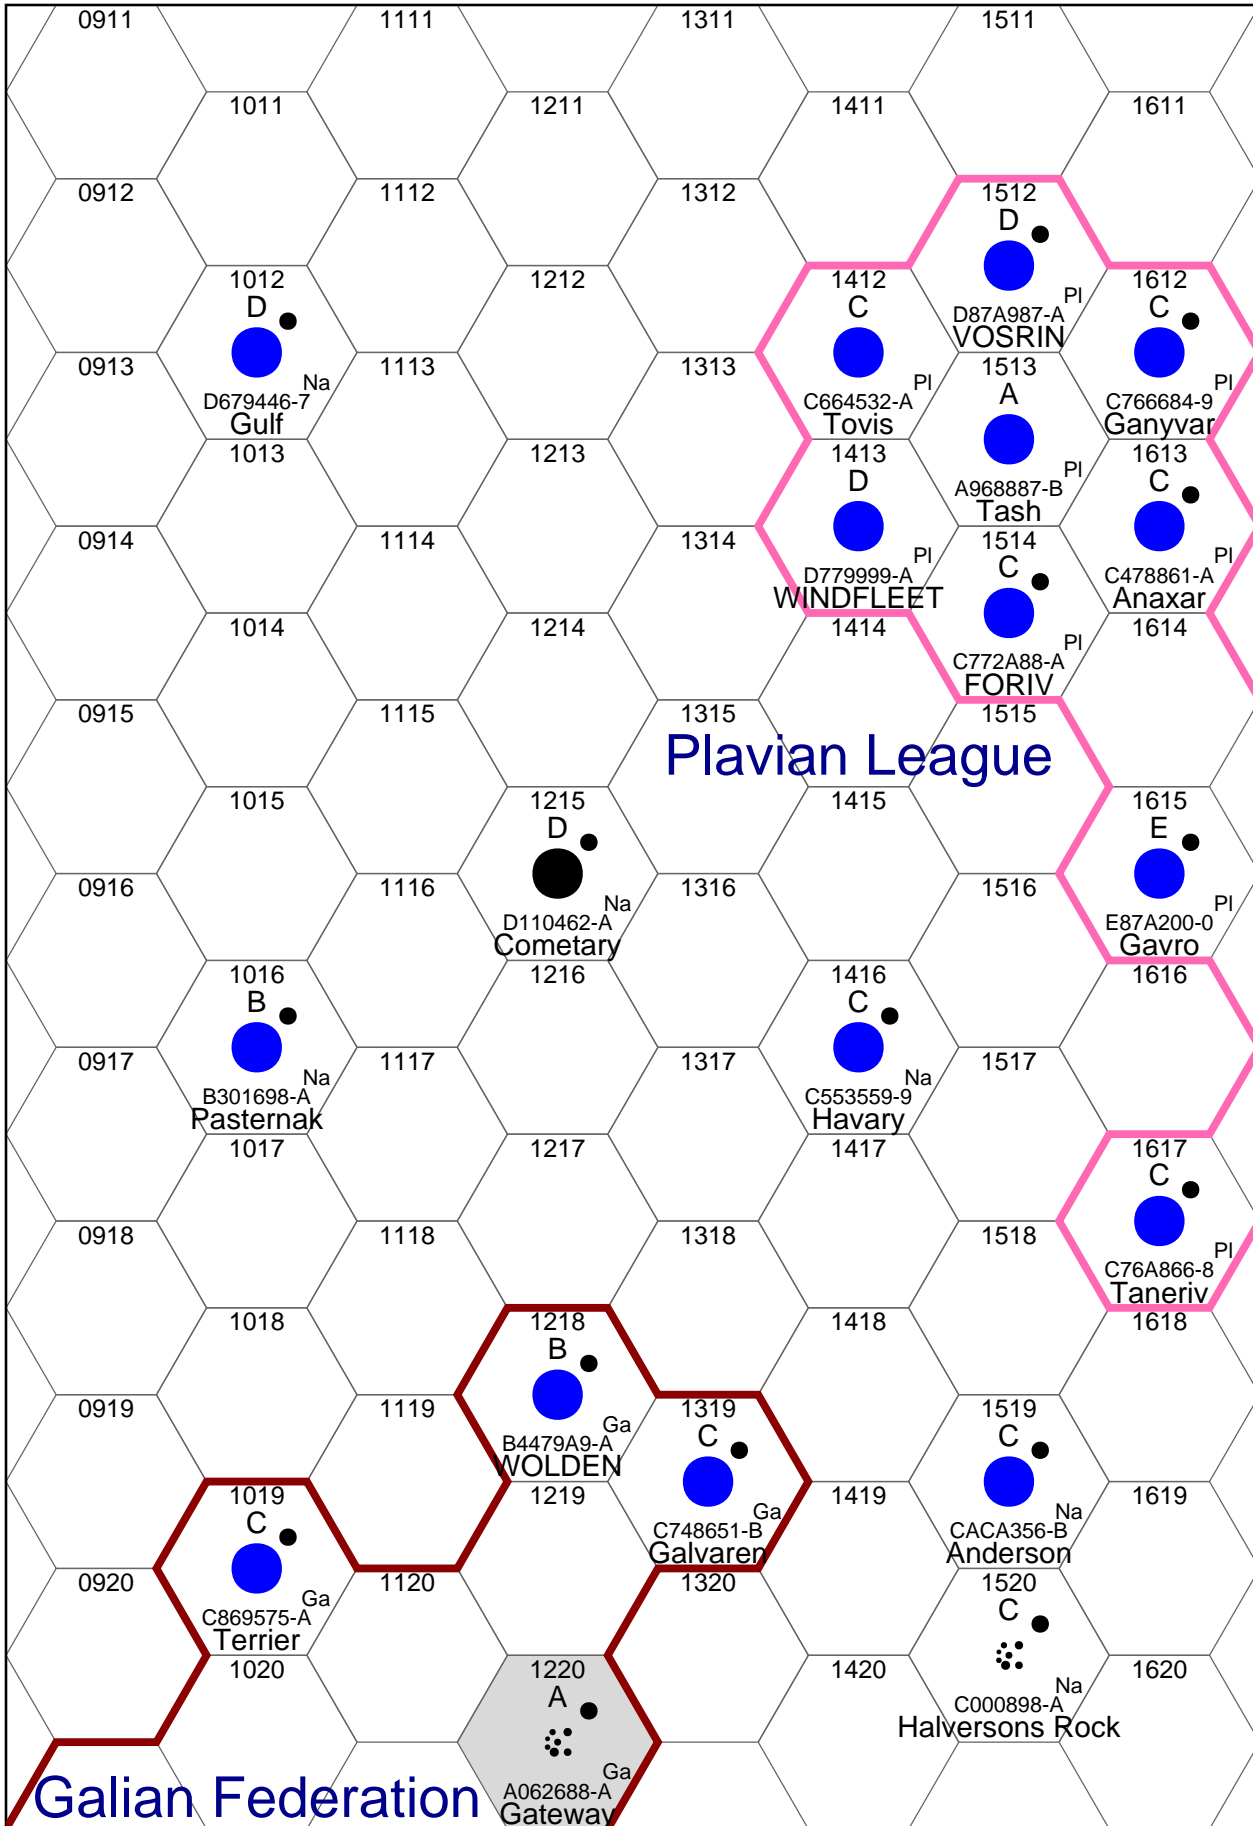 0911 1111 1311 1511
1011 1211 1411 1611
0912 1112 1312 1512
D
Pl
D87A987-A
VOSRIN
1012
D
Na
D679446-7
Gulf
1212
1412
C
Pl
C664532-A
Tovis
1612
C
Pl
C766684-9
Ganyvar
0913 1113 1313
1513
A
Pl
A968887-B
Tash
1013 1213
1413
D
Pl
D779999-A
WINDFLEET
1613
C
Pl
C478861-A
Anaxar
0914 1114 1314
1514
C
Pl
C772A88-A
FORIV
1014 1214 1414 1614
0915 1115 1315 1515
Plavian League
1015
1215
D
Na
D110462-A
Cometary
1415
1615
E
Pl
E87A200-0
Gavro
0916 1116 1316 1516
1016
B
Na
B301698-A
Pasternak
1216
1416
C
Na
C553559-9
Havary
1616
0917 1117 1317 1517
1017 1217 1417
1617
C
Pl
C76A866-8
Taneriv
0918 1118 1318 1518
1018
1218
B
Ga
B4479A9-A
WOLDEN
1418 1618
0919 1119
1319
C
Ga
C748651-B
Galvaren
1519
C
Na
CACA356-B
Anderson
1019
C
Ga
C869575-A
Terrier
1219 1419 1619
0920 1120 1320
1520
C
Na
C000898-A
Halversons Rock
1020
1220
A
Ga
A062688-A
Gateway
1420 1620
Galian Federation